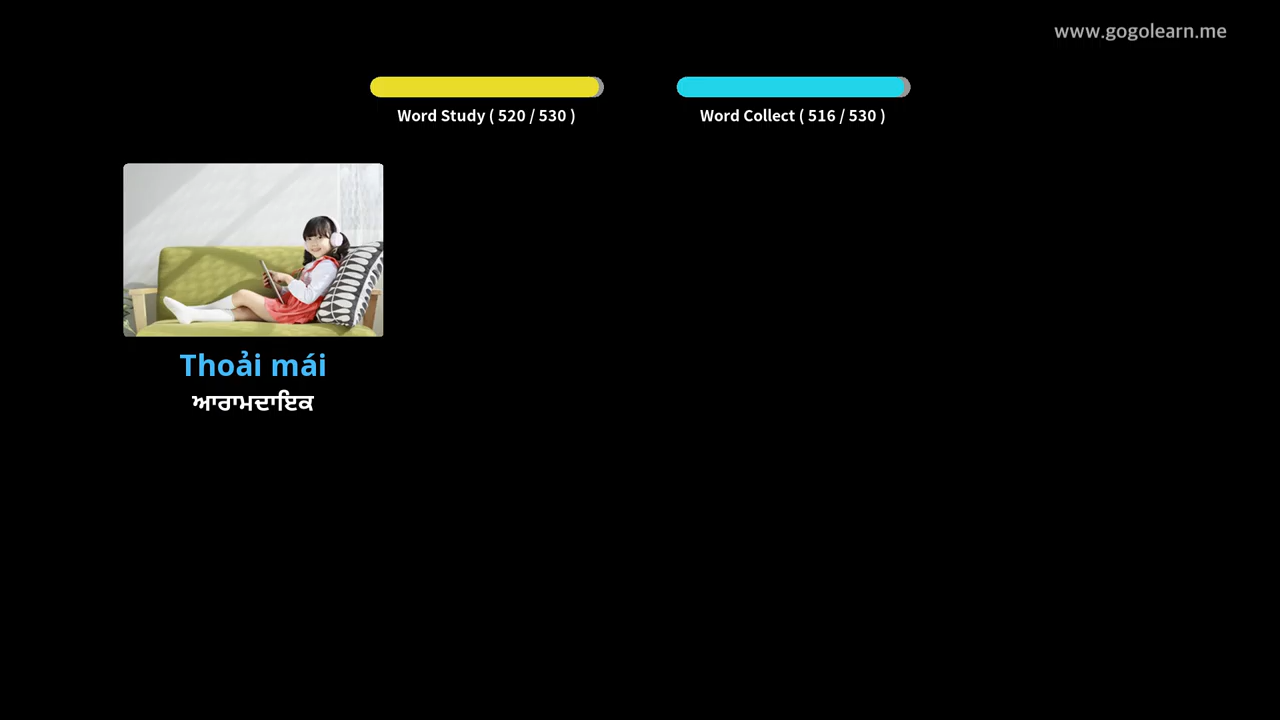 www.gogolearn.me
Word Study ( 520 / 530 )
Word Collect ( 516 / 530 )
Thoải mái
ਆਰਾਮਦਾਇਕ